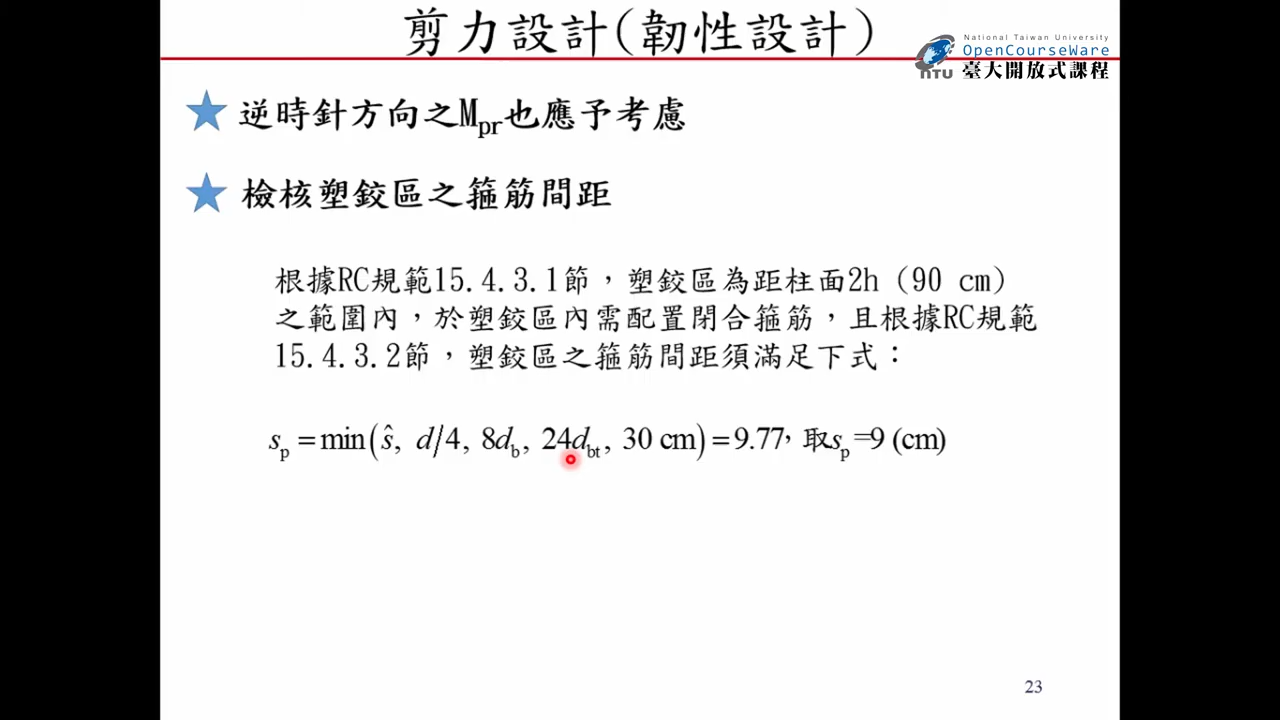 剪力設計(韌性設計)
National Taiwan University
OpenCourseWare
NTU 臺大開放式課程
逆時針方向之Mpr也應予考慮
檢核塑鉸區之箍筋間距
根據RC規範15.4.3.1節，塑鉸區為距柱面2h (90 cm)
之範圍內，於塑鉸區內需配置閉合箍筋，且根據RC規範
15.4.3.2節，塑鉸區之箍筋間距須滿足下式：
sp = min(ŝ, d/4, 8db, 24dbt, 30 cm) = 9.77，取sp=9 (cm)
23